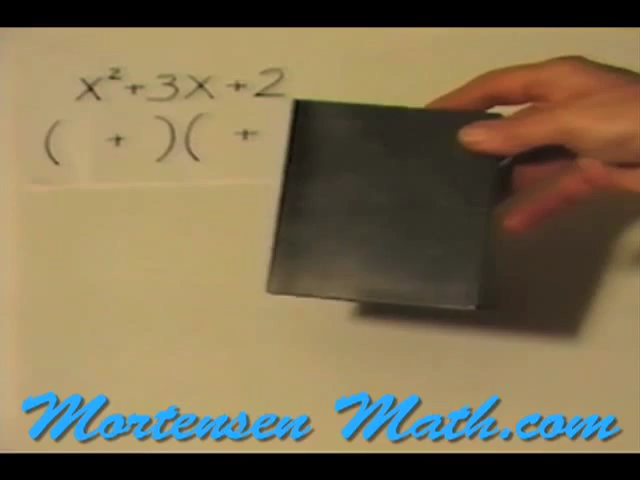 x²+3x+2
( + )( +
Mortensen Math.com